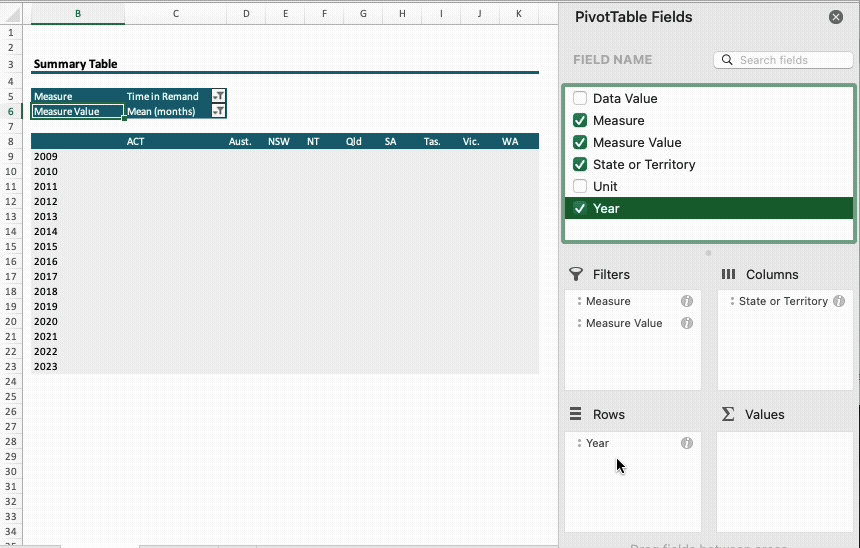 PivotTable Fields
B C D E F G H I J K
1
2
3 Summary Table
4
5 Measure Time in Remand
6 Measure Value Mean (months)
7
8 ACT Aust. NSW NT Qld SA Tas. Vic. WA
9 2009
10 2010
11 2011
12 2012
13 2013
14 2014
15 2015
16 2016
17 2017
18 2018
19 2019
20 2020
21 2021
22 2022
23 2023
24
25
26
27
28
29
30
31
32
33
34
FIELD NAME Search fields
Data Value
Measure
Measure Value
State or Territory
Unit
Year
Filters Columns
Measure State or Territory
Measure Value
Rows Values
Year